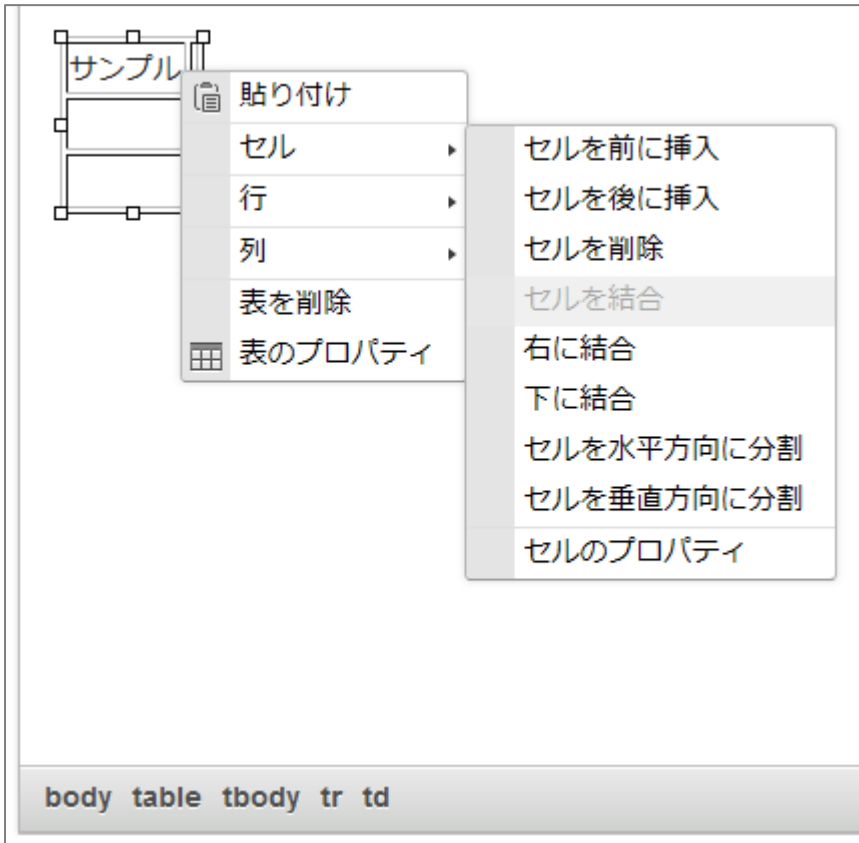 サンプル
貼り付け
セル
行
列
表を削除
表のプロパティ
セルを前に挿入
セルを後に挿入
セルを削除
セルを結合
右に結合
下に結合
セルを水平方向に分割
セルを垂直方向に分割
セルのプロパティ
body table tbody tr td